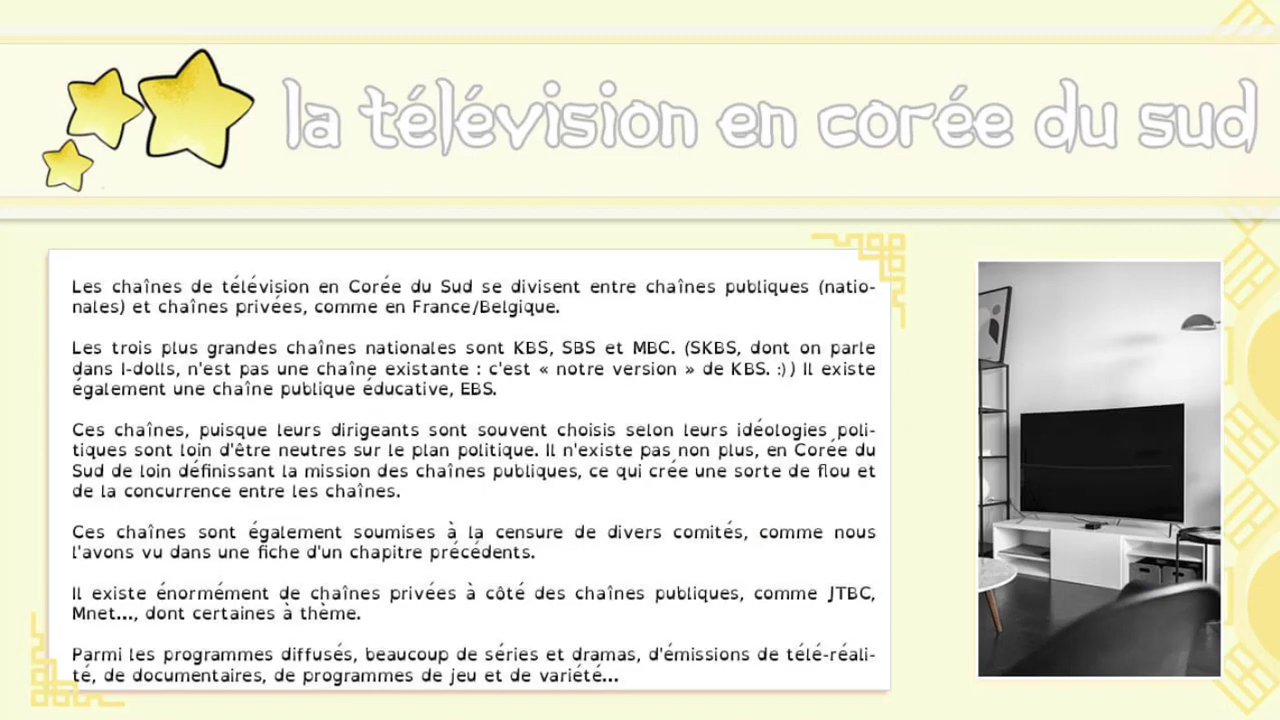 la télévision en corée du sud
Les chaînes de télévision en Corée du Sud se divisent entre chaînes publiques (natio-
nales) et chaînes privées, comme en France/Belgique.
Les trois plus grandes chaînes nationales sont KBS, SBS et MBC. (SKBS, dont on parle
dans I-dolls, n'est pas une chaîne existante : c'est « notre version » de KBS. :) ) Il existe
également une chaîne publique éducative, EBS.
Ces chaînes, puisque leurs dirigeants sont souvent choisis selon leurs idéologies poli-
tiques sont loin d'être neutres sur le plan politique. Il n'existe pas non plus, en Corée du
Sud de loin définissant la mission des chaînes publiques, ce qui crée une sorte de flou et
de la concurrence entre les chaînes.
Ces chaînes sont également soumises à la censure de divers comités, comme nous
l'avons vu dans une fiche d'un chapitre précédents.
Il existe énormément de chaînes privées à côté des chaînes publiques, comme JTBC,
Mnet..., dont certaines à thème.
Parmi les programmes diffusés, beaucoup de séries et dramas, d'émissions de télé-réali-
té, de documentaires, de programmes de jeu et de variété...